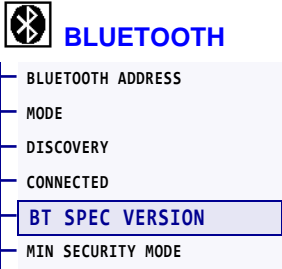 BLUETOOTH
BLUETOOTH ADDRESS
MODE
DISCOVERY
CONNECTED
BT SPEC VERSION
MIN SECURITY MODE